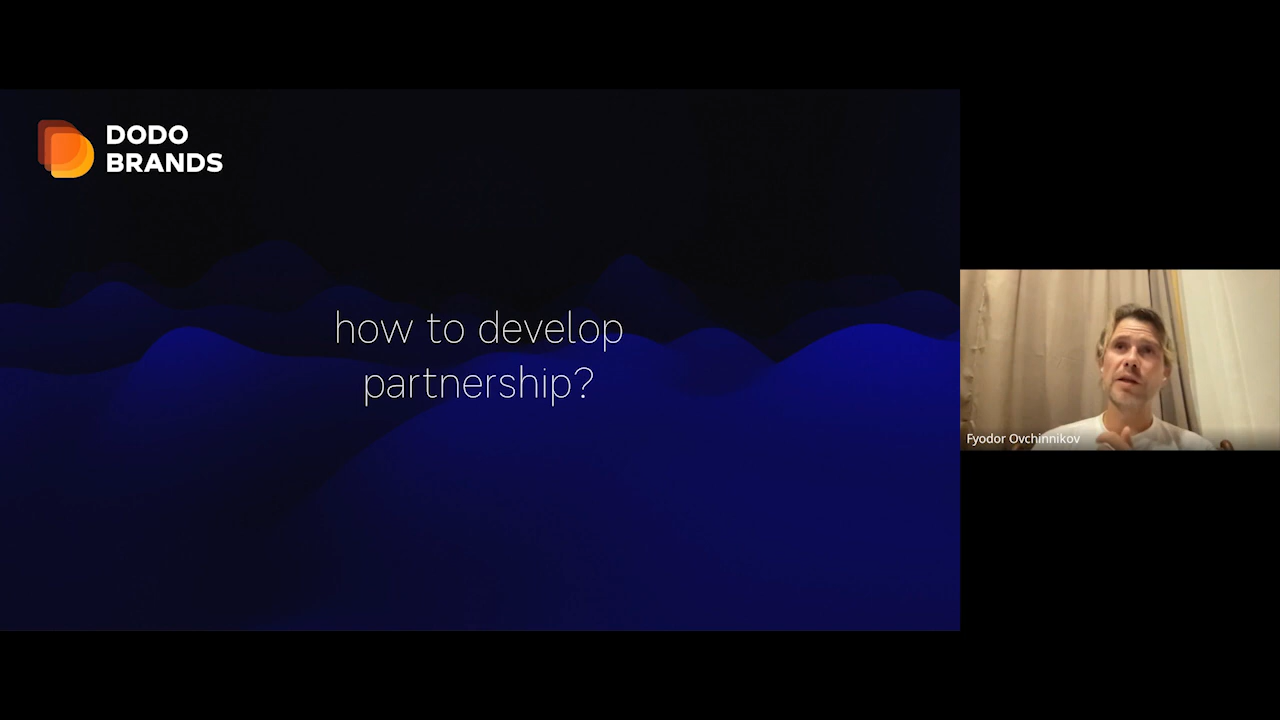 DODO
BRANDS
how to develop
partnership?
Fyodor Ovchinnikov